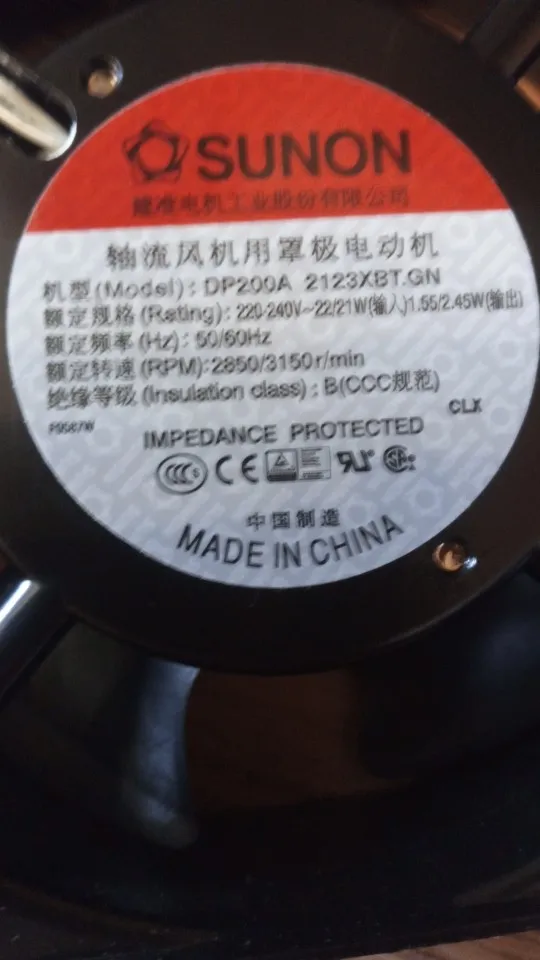 SUNON
建准电机工业股份有限公司
轴流风机用罩极电动机
机型(Model): DP200A 2123XBT.GN
额定规格(Rating): 220-240V~22/21W(输入)1.55/2.45W(输出)
额定频率(Hz): 50/60Hz
额定转速(RPM):2850/3150r/min
绝缘等级(Insulation class): B(CCC规范)
CLX
F9587W
IMPEDANCE PROTECTED
中国制造
MADE IN CHINA